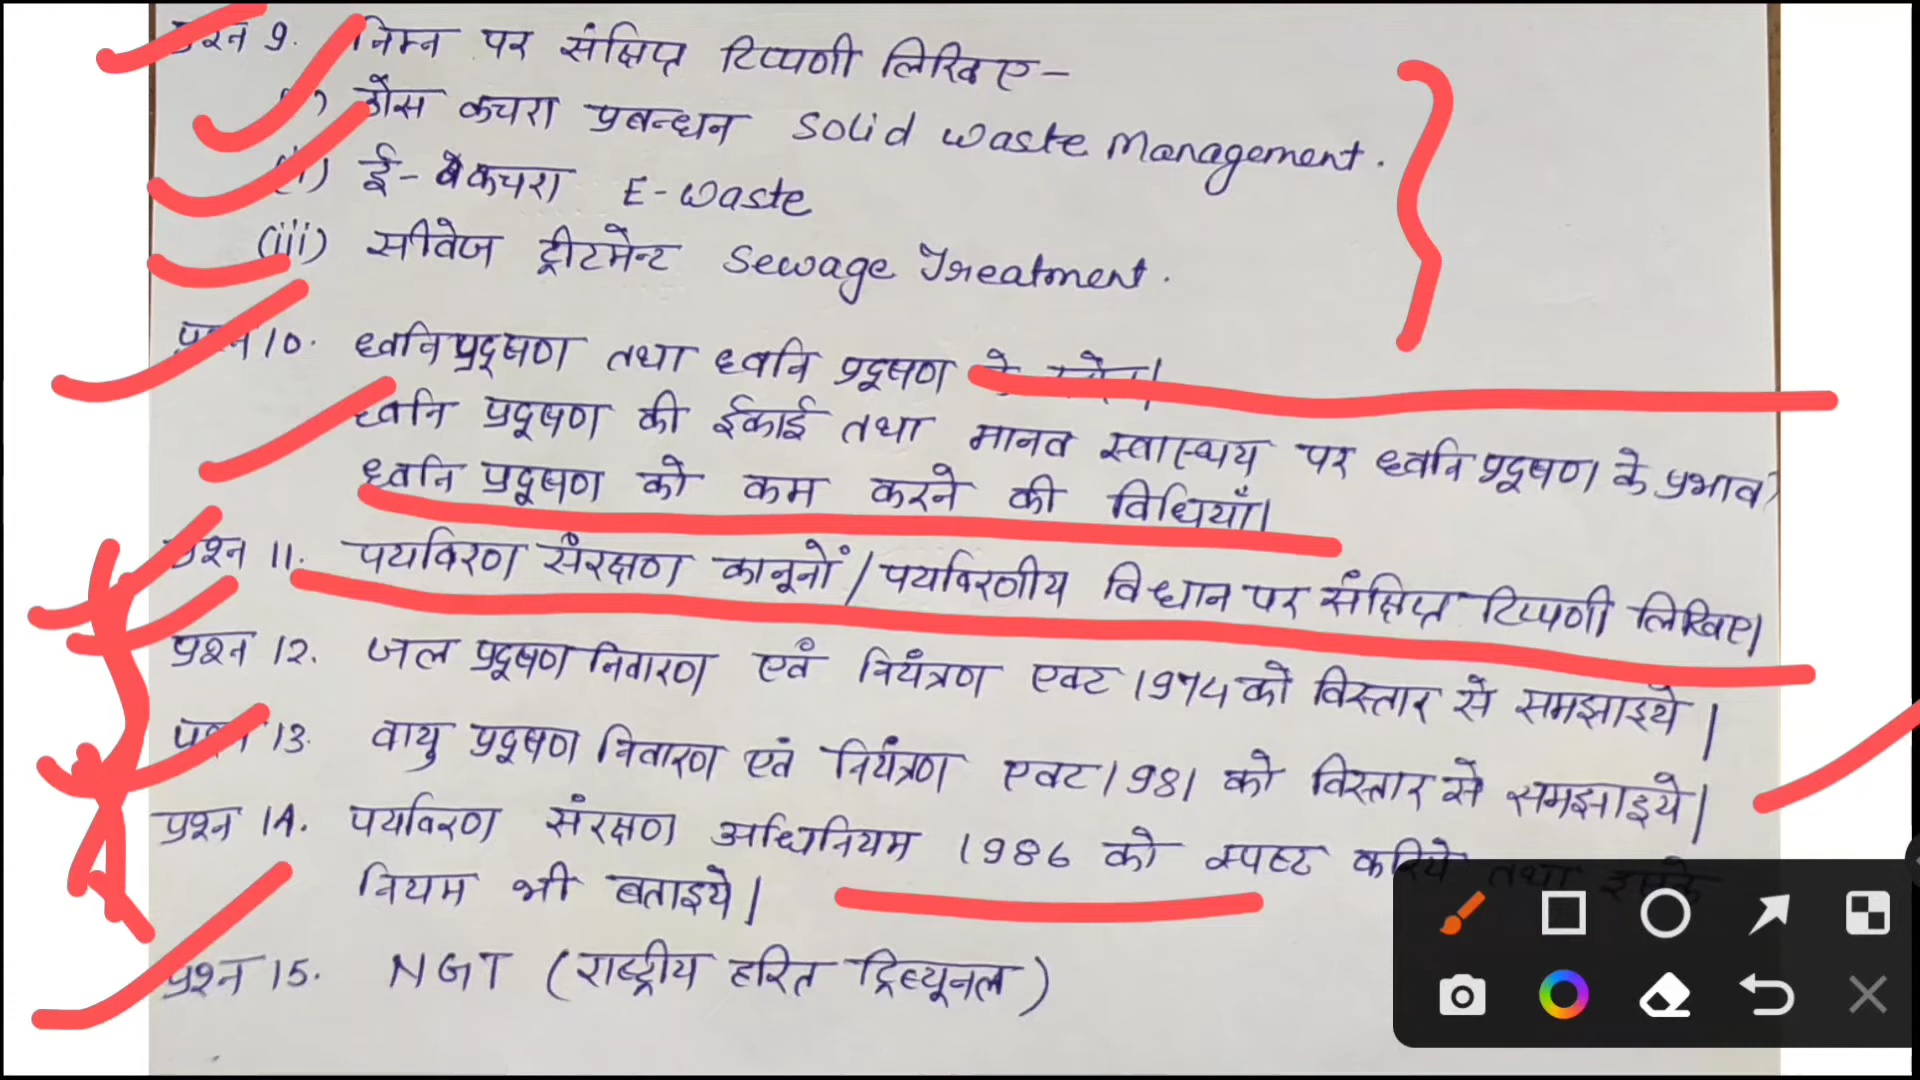 प्रश्न 9. निम्न पर संक्षिप्त टिप्पणी लिखिए-
ठोस कचरा प्रबन्धन Solid Waste Management.
ई-कचरा E-Waste
(iii) सीवेज ट्रीटमेन्ट Sewage Treatment.
प्रश्न 10. ध्वनि प्रदूषण तथा ध्वनि प्रदूषण
ध्वनि प्रदूषण की ईकाई तथा मानव स्वास्थय पर ध्वनि प्रदूषण के प्रभाव,
ध्वनि प्रदूषण को कम करने की विधियाँ।
प्रश्न 11. पर्यावरण संरक्षण कानूनों/पर्यावरणीय विधान पर संक्षिप्त टिप्पणी लिखिए।
प्रश्न 12. जल प्रदूषण निवारण एवं नियंत्रण एक्ट 1974 को विस्तार से समझाइये।
प्रश्न 13. वायु प्रदूषण निवारण एवं नियंत्रण एक्ट 1981 को विस्तार से समझाइये।
प्रश्न 14. पर्यावरण संरक्षण अधिनियम 1986 को स्पष्ट करिये तथा इसके
नियम भी बताइये।
प्रश्न 15. NGT (राष्ट्रीय हरित ट्रिब्यूनल)